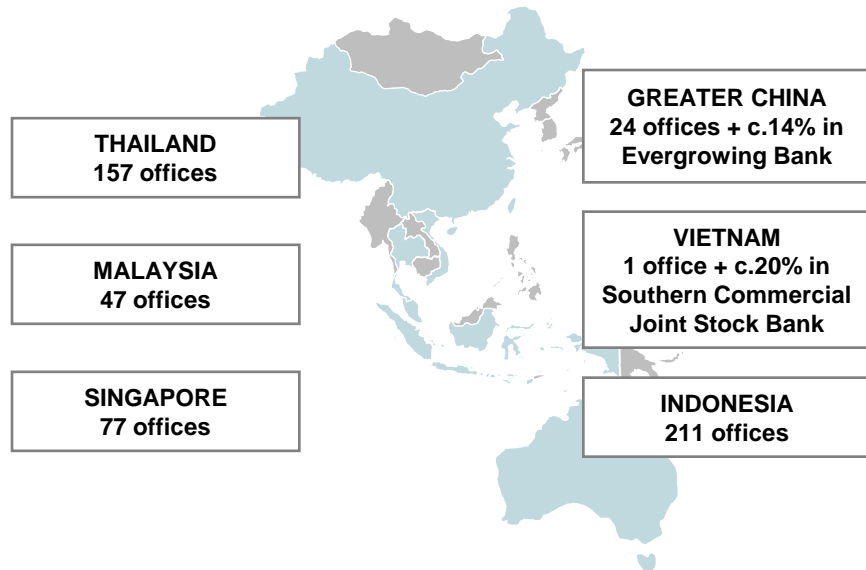 THAILAND
157 offices
MALAYSIA
47 offices
SINGAPORE
77 offices
GREATER CHINA
24 offices + c.14% in
Evergrowing Bank
VIETNAM
1 office + c.20% in
Southern Commercial
Joint Stock Bank
INDONESIA
211 offices